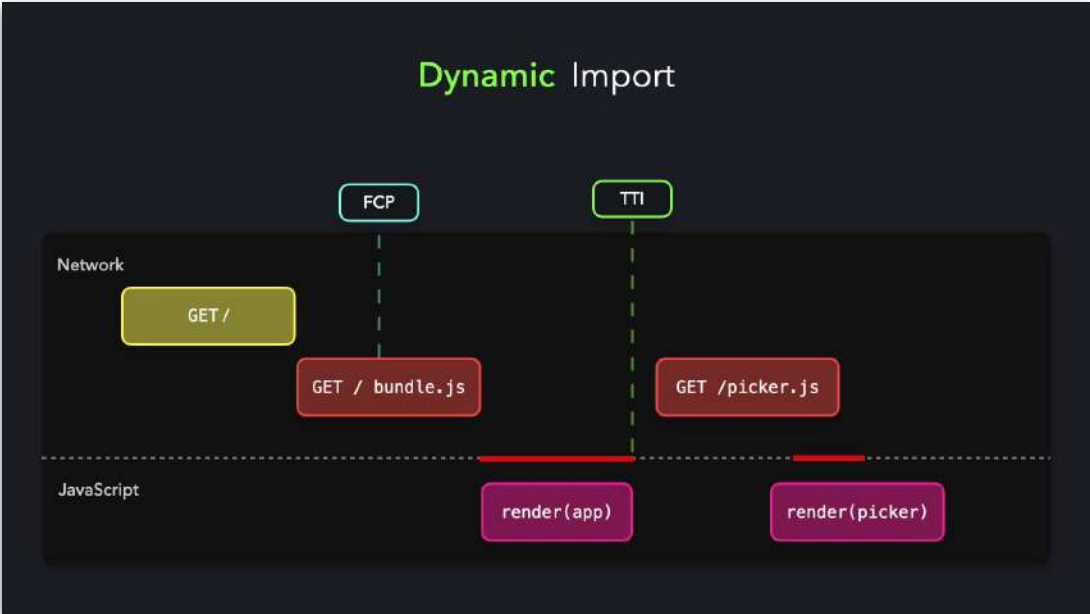 Dynamic Import
FCP
TTI
Network
GET /
GET / bundle.js
GET /picker.js
JavaScript
render(app)
render(picker)